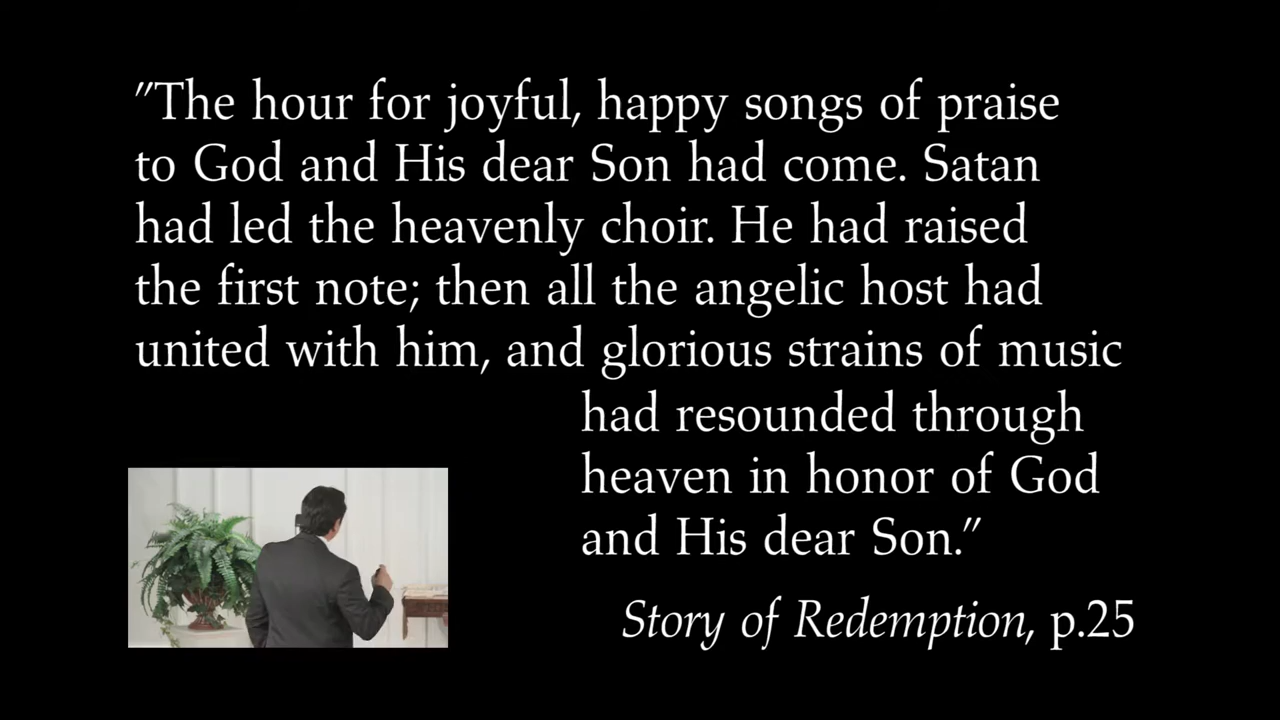 "The hour for joyful, happy songs of praise
to God and His dear Son had come. Satan
had led the heavenly choir. He had raised
the first note; then all the angelic host had
united with him, and glorious strains of music
had resounded through
heaven in honor of God
and His dear Son."
Story of Redemption, p.25